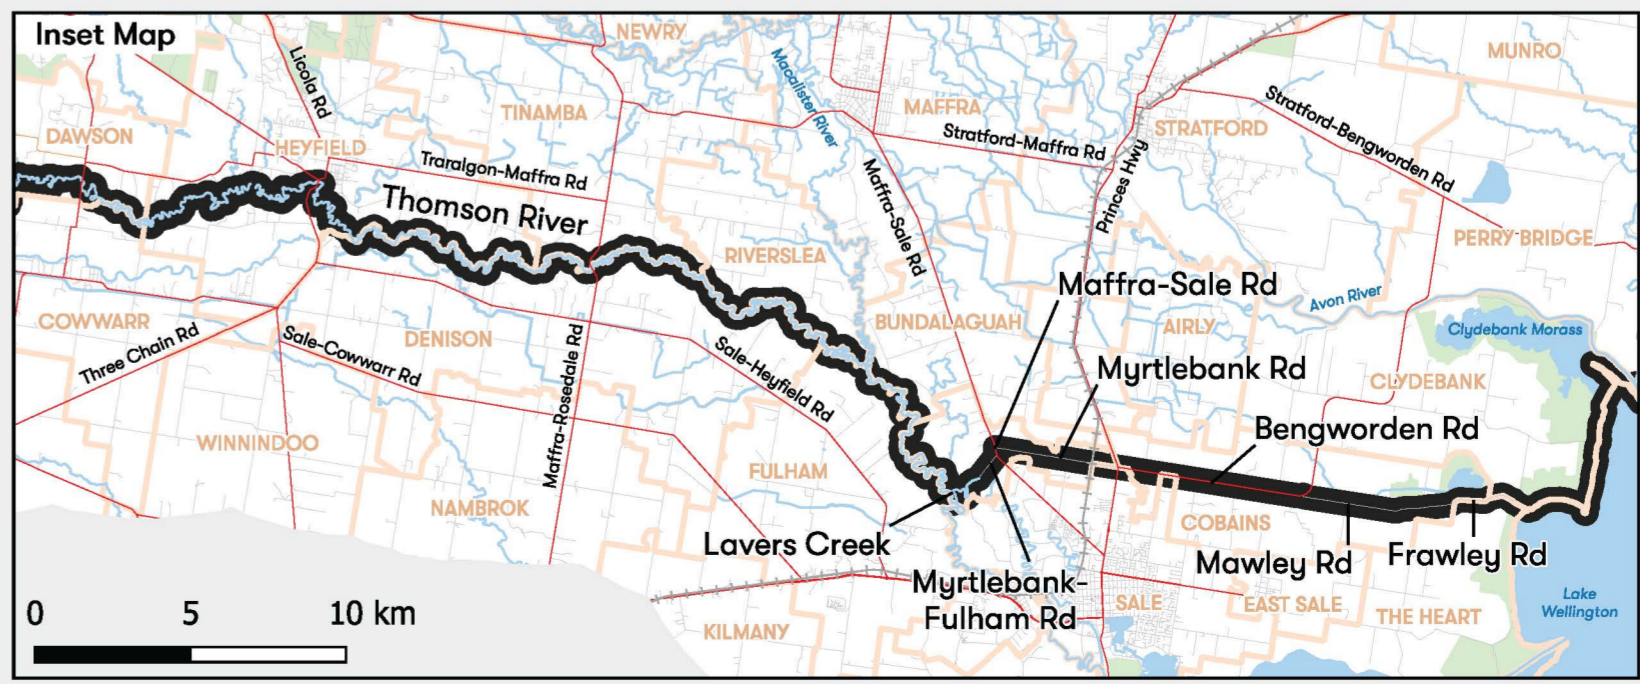 Inset Map
NEWRY
MUNRO
Licola Rd
Macalister River
TINAMBA
MAFFRA
Stratford-Bengworden Rd
DAWSON
STRATFORD
HEYFIELD
Stratford-Maffra Rd
Traralgon-Maffra Rd
Princes Hwy
Thomson River
Maffra-Sale Rd
PERRY BRIDGE
RIVERSLEA
Maffra-Sale Rd
Avon River
COWWARR
BUNDALAGUAH
AIRLY
Clydebank Morass
Three Chain Rd
Sale-Cowwarr Rd
DENISON
Sale-Heyfield Rd
Myrtlebank Rd
CLYDEBANK
Maffra-Rosedale Rd
Bengworden Rd
WINNINDOO
FULHAM
NAMBROK
COBAINS
Lavers Creek
Mawley Rd
Frawley Rd
Myrtlebank-
Fulham Rd
SALE
EAST SALE
THE HEART
Lake
Wellington
KILMANY
0 5 10 km